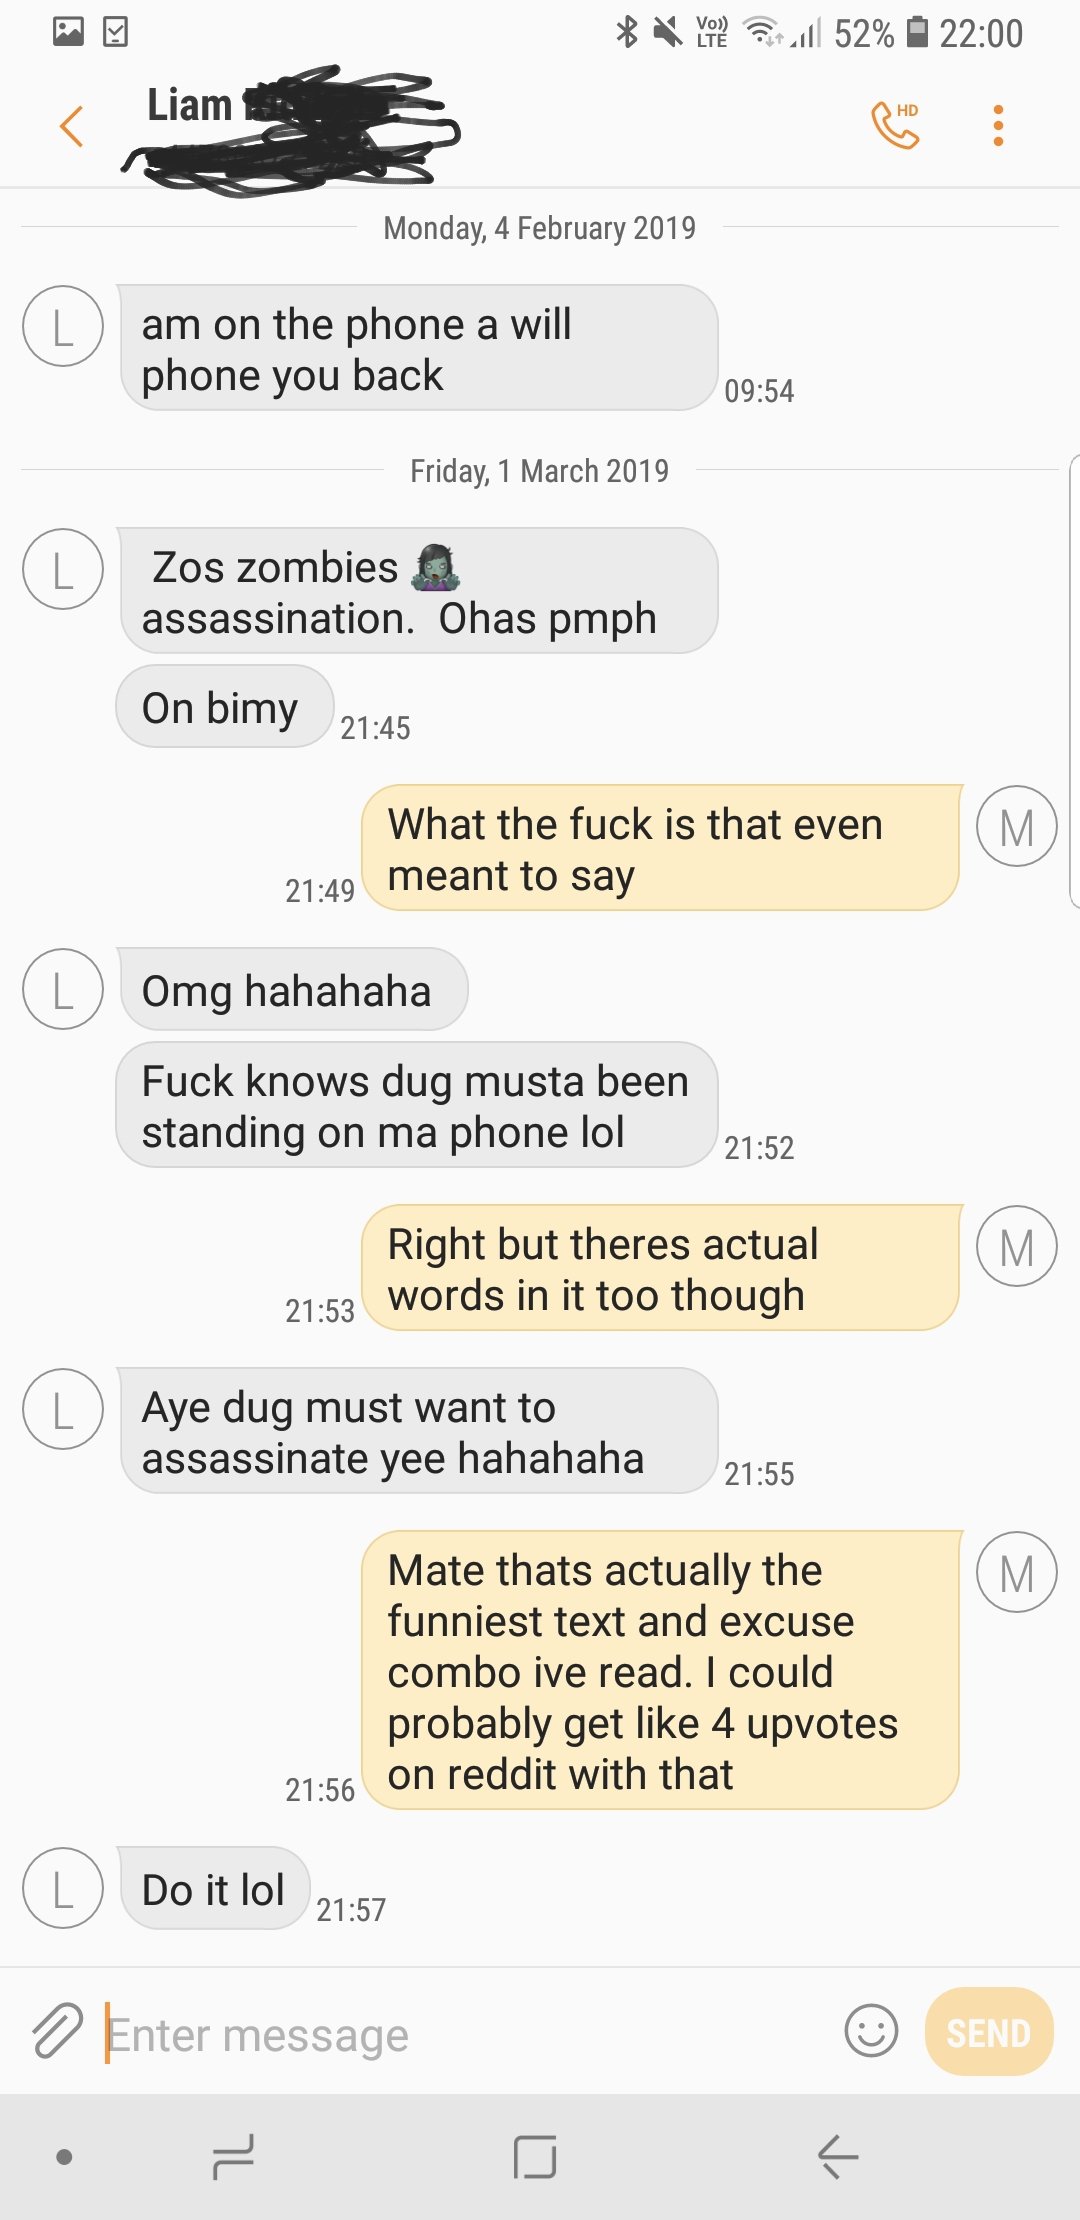 Vo))
LTE
52%
22:00
Liam
HD
Monday, 4 February 2019
L
am on the phone a will
phone you back
09:54
Friday, 1 March 2019
L
Zos zombies 🧟‍♀️
assassination.  Ohas pmph
On bimy
21:45
What the fuck is that even
meant to say
M
21:49
L
Omg hahahaha
Fuck knows dug musta been
standing on ma phone lol
21:52
Right but theres actual
words in it too though
M
21:53
L
Aye dug must want to
assassinate yee hahahaha
21:55
Mate thats actually the
funniest text and excuse
combo ive read. I could
probably get like 4 upvotes
on reddit with that
M
21:56
L
Do it lol
21:57
Enter message
SEND